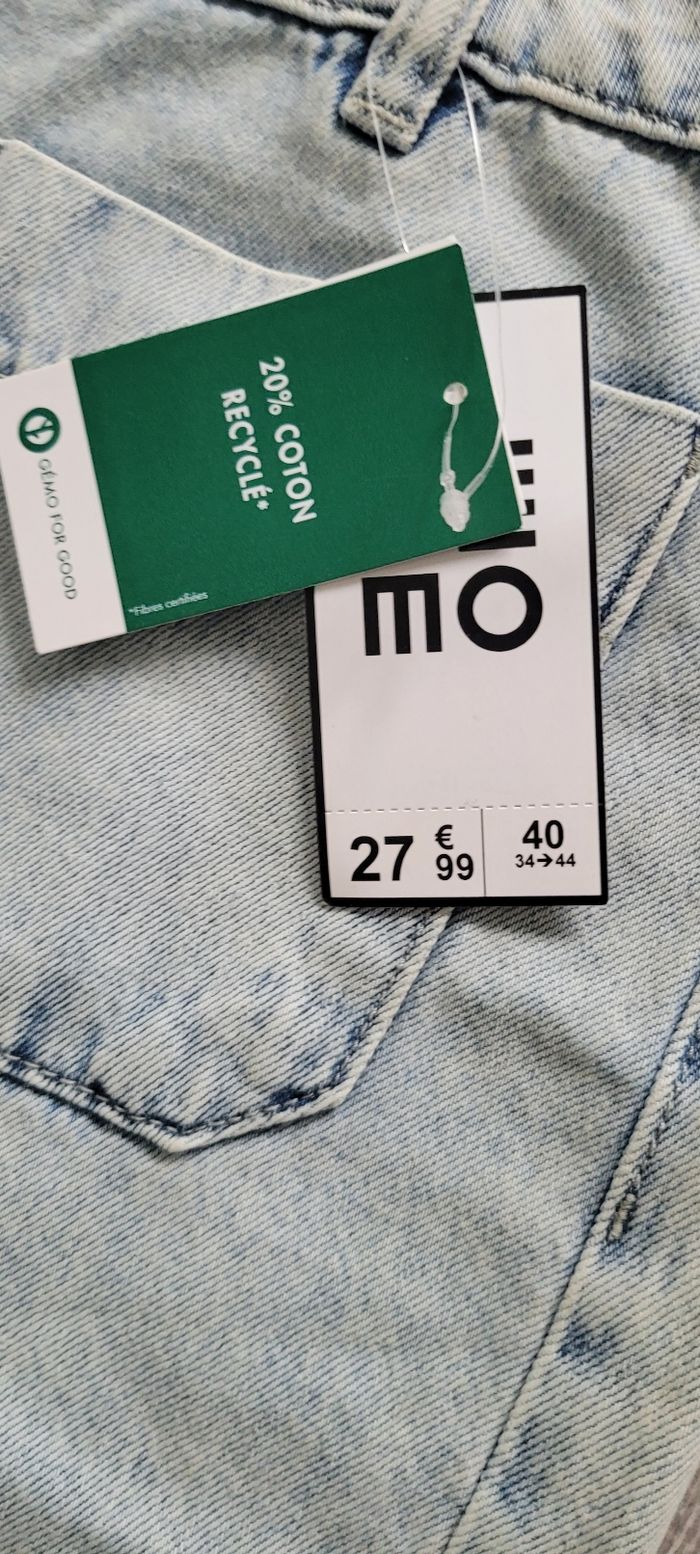 20% COTON
RECYCLÉ*
GÉMO FOR GOOD
*Fibres certifiées
MO
27 €
99
40
34➔44